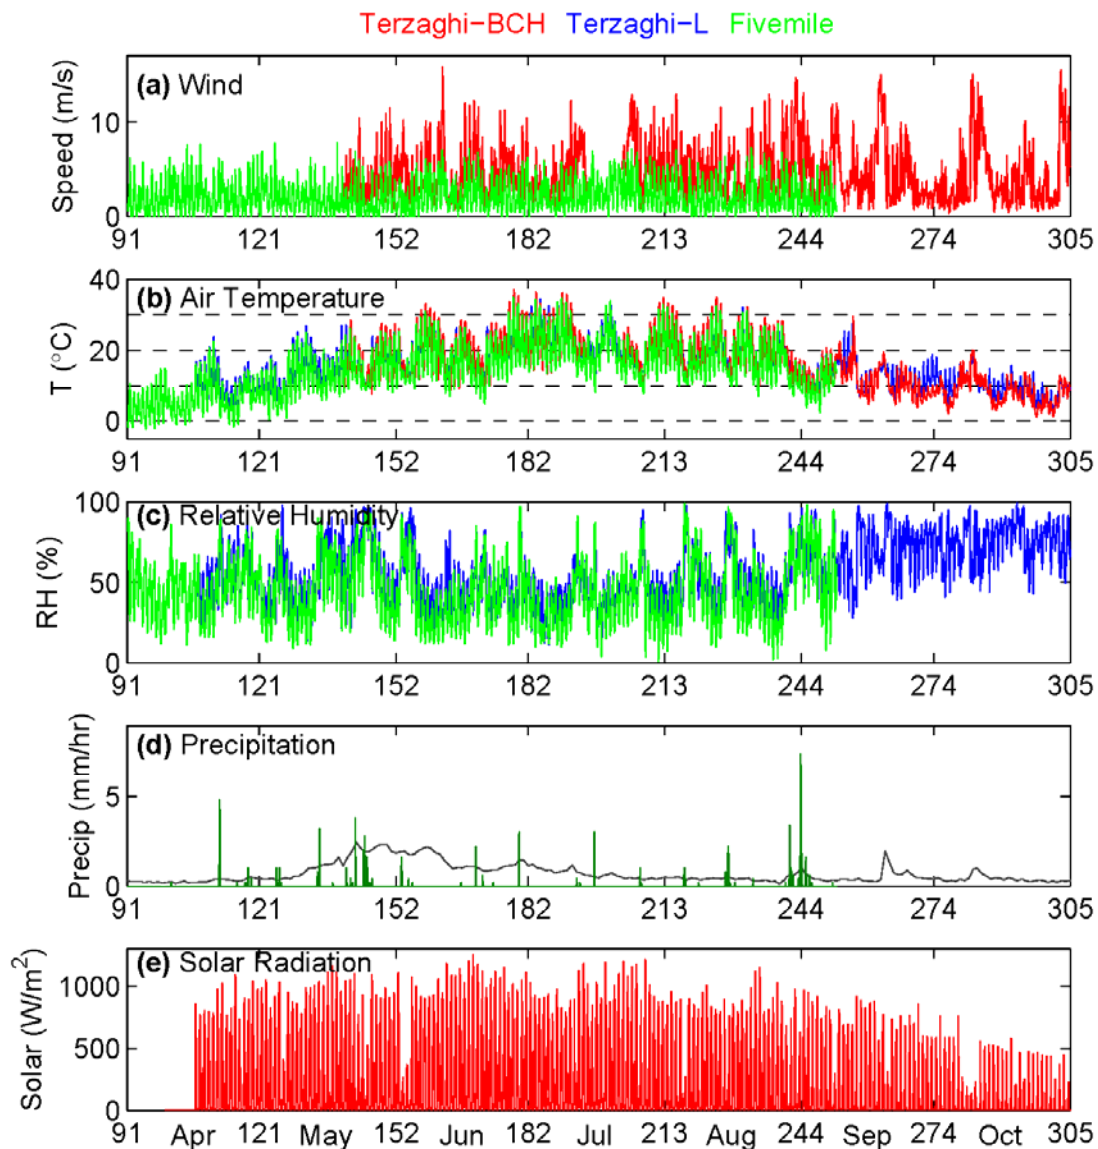 Terzaghi−BCH Terzaghi−L Fivemile
(a) Wind
Speed (m/s)
10
0
91 121 152 182 213 244 274 305
(b) Air Temperature
T (°C)
40
20
0
91 121 152 182 213 244 274 305
(c) Relative Humidity
RH (%)
100
50
0
91 121 152 182 213 244 274 305
(d) Precipitation
Precip (mm/hr)
5
0
91 121 152 182 213 244 274 305
(e) Solar Radiation
Solar (W/m²)
1000
500
0
91 Apr 121 May 152 Jun 182 Jul 213 Aug 244 Sep 274 Oct 305